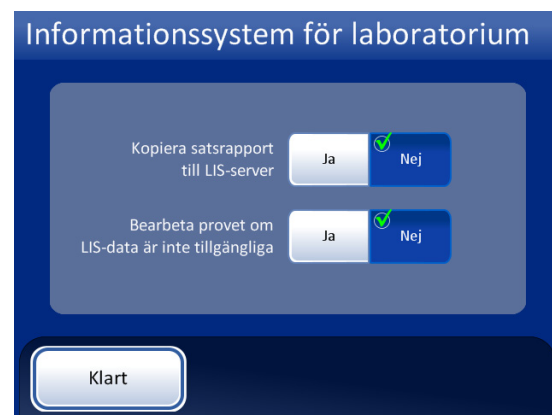 Informationssystem för laboratorium
Kopiera satsrapport
till LIS-server
Ja
Nej
Bearbeta provet om
LIS-data är inte tillgängliga
Ja
Nej
Klart